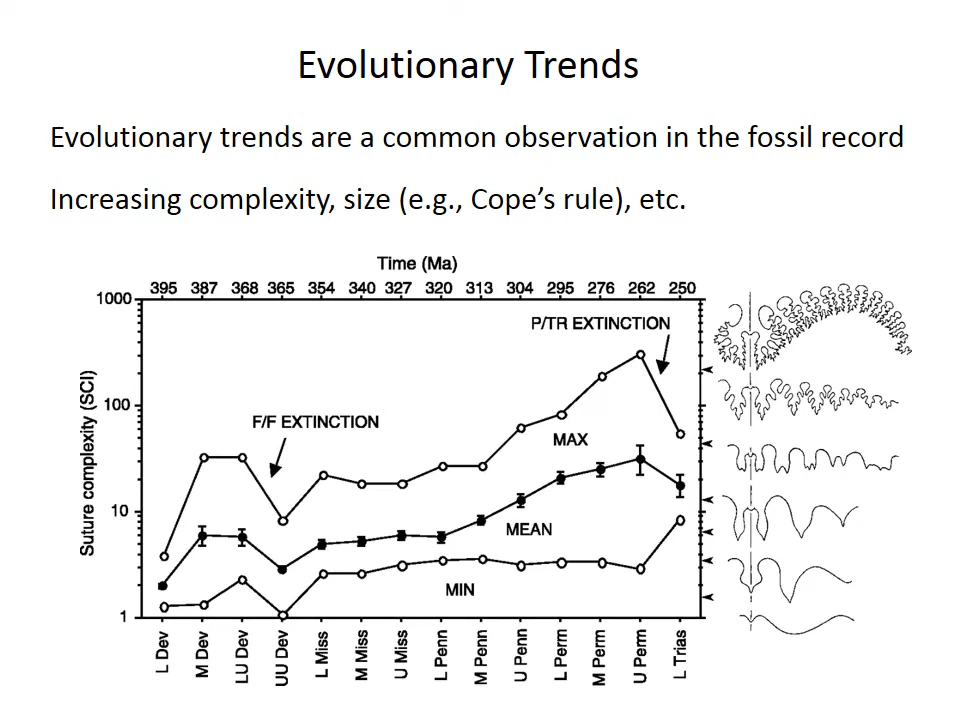 Evolutionary Trends
Evolutionary trends are a common observation in the fossil record
Increasing complexity, size (e.g., Cope’s rule), etc.
Time (Ma)
395 387 368 365 354 340 327 320 313 304 295 276 262 250
1000
P/TR EXTINCTION
100
F/F EXTINCTION
MAX
10
MEAN
MIN
1
Suture complexity (SCI)
L Dev
M Dev
LU Dev
UU Dev
L Miss
M Miss
U Miss
L Penn
M Penn
U Penn
L Perm
M Perm
U Perm
L Trias